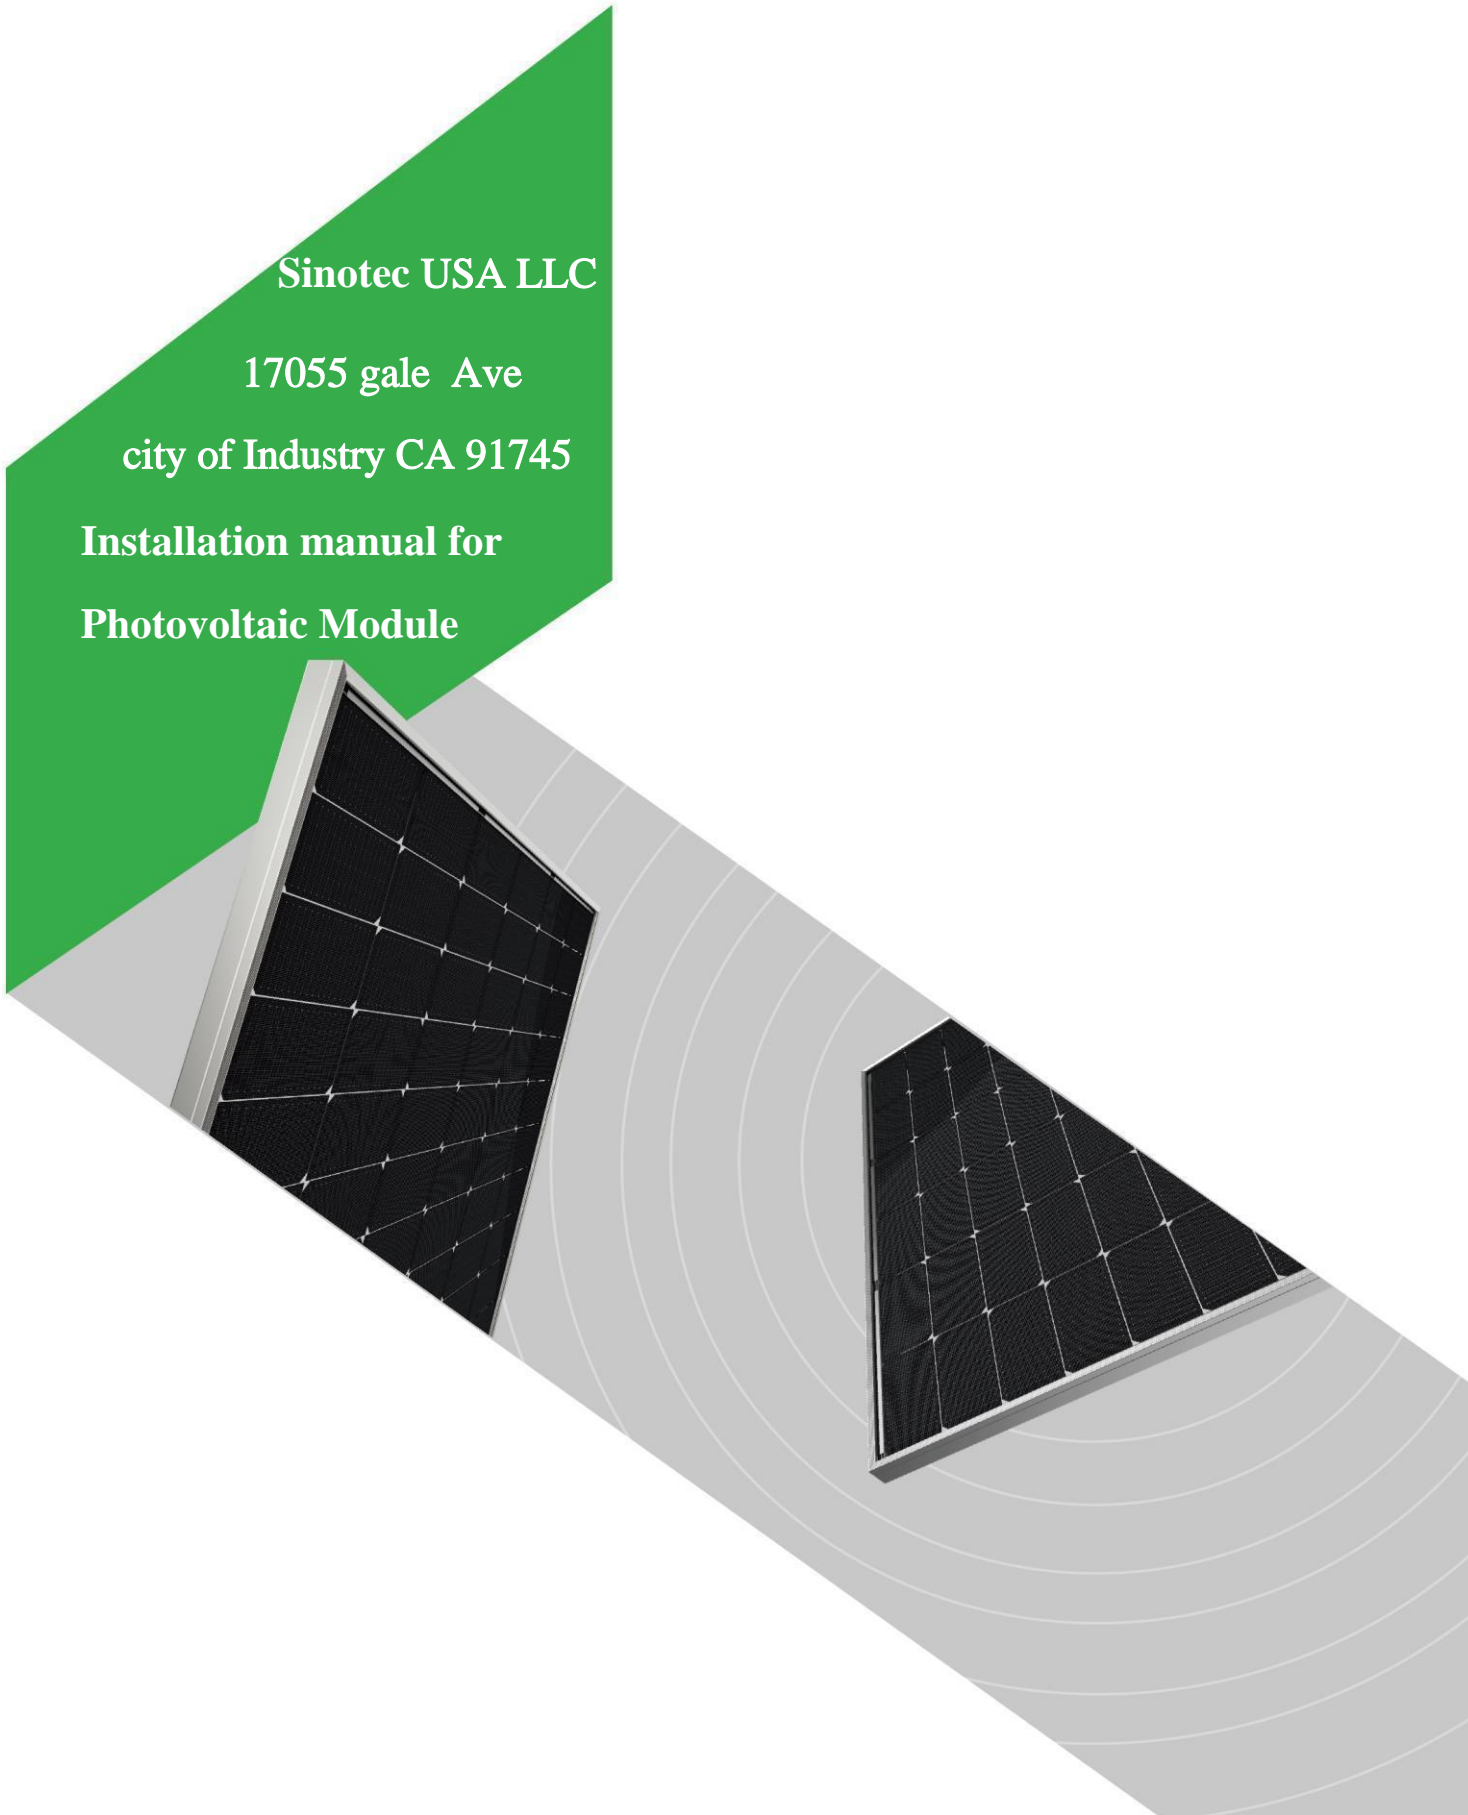 Sinotec USA LLC
17055 gale Ave
city of Industry CA 91745
Installation manual for
Photovoltaic Module